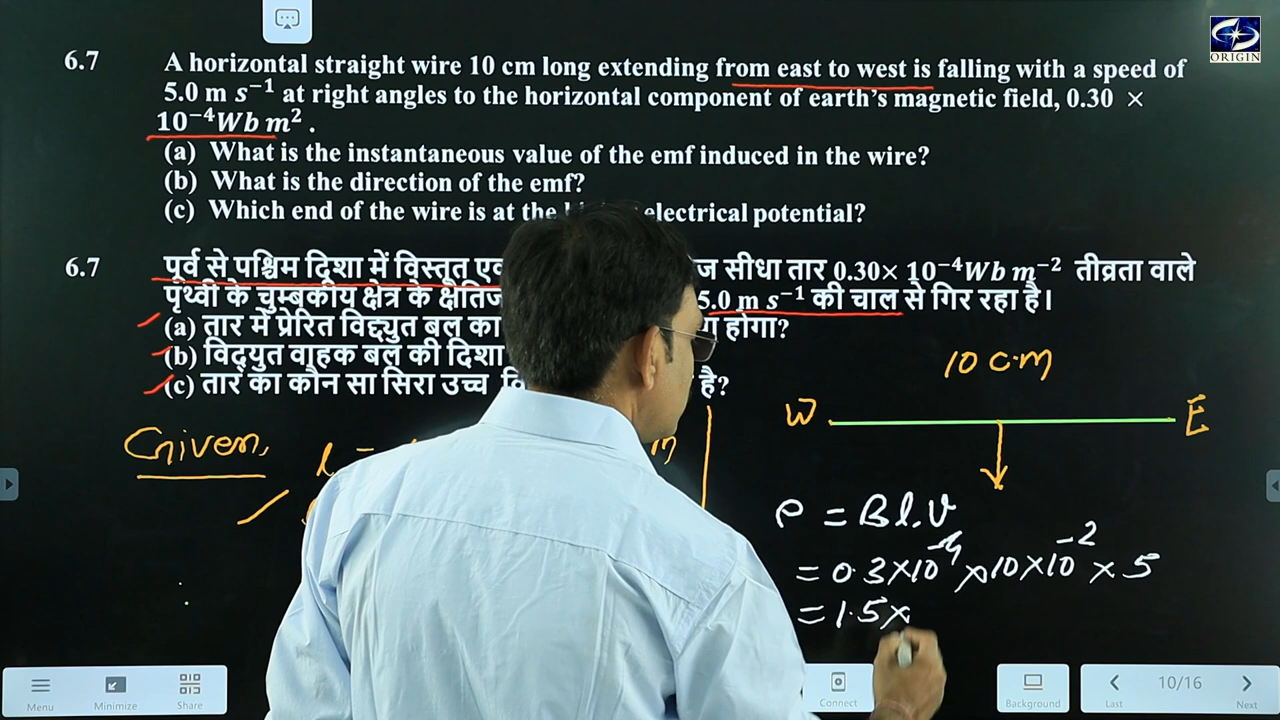 ORIGIN
6.7 A horizontal straight wire 10 cm long extending from east to west is falling with a speed of
5.0 m s⁻¹ at right angles to the horizontal component of earth's magnetic field, 0.30 ×
10⁻⁴Wb m² .
(a) What is the instantaneous value of the emf induced in the wire?
(b) What is the direction of the emf?
(c) Which end of the wire is at the electrical potential?
6.7 पूर्व से पश्चिम दिशा में विस्तृत सीधा तार 0.30× 10⁻⁴Wb m⁻² तीव्रता वाले
पृथ्वी के चुम्बकीय क्षेत्र के 5.0 m s⁻¹ की चाल से गिर रहा है।
(a) तार में प्रेरित विद्युत बल का होगा?
(b) विद्युत वाहक बल की दिशा
(c) तार का कौन सा सिरा उच्च है?
10 cm
W E
Given, l = m
e = Bl.v
= 0.3×10⁻⁴×10×10⁻²×5
= 1.5×
Menu
Minimize
Share
Connect
Background
Last
10/16
Next